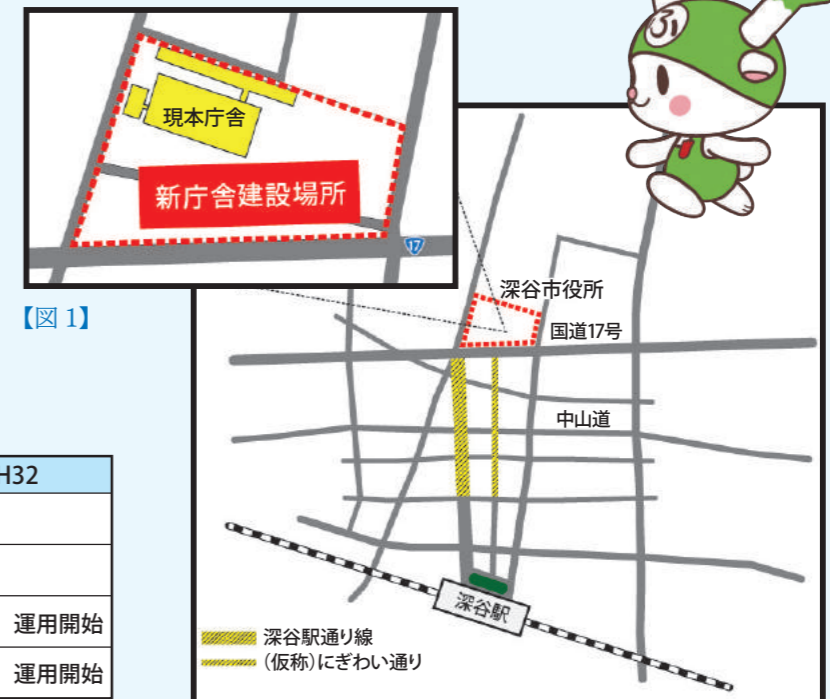 ふ
現本庁舎
新庁舎建設場所
17
【図1】
深谷市役所
国道17号
中山道
深谷駅
深谷駅通り線
(仮称)にぎわい通り
H32
運用開始
運用開始